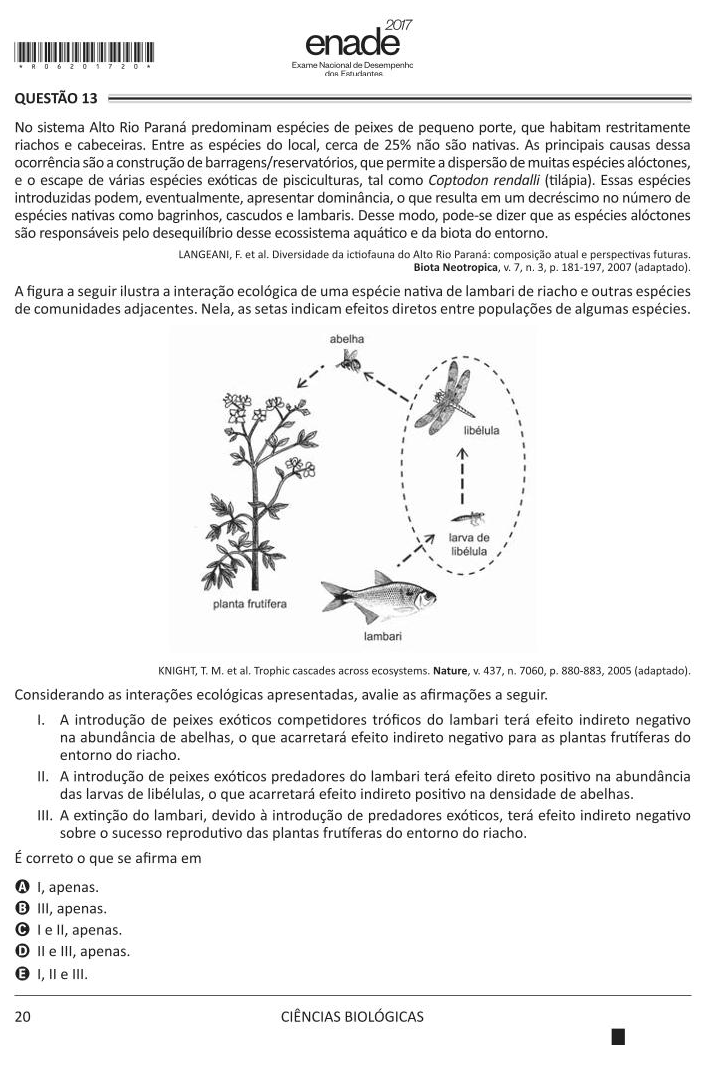 enade 2017
Exame Nacional de Desempenho
dos Estudantes
*R06201720*
QUESTÃO 13
No sistema Alto Rio Paraná predominam espécies de peixes de pequeno porte, que habitam restritamente
riachos e cabeceiras. Entre as espécies do local, cerca de 25% não são nativas. As principais causas dessa
ocorrência são a construção de barragens/reservatórios, que permite a dispersão de muitas espécies alóctones,
e o escape de várias espécies exóticas de pisciculturas, tal como Coptodon rendalli (tilápia). Essas espécies
introduzidas podem, eventualmente, apresentar dominância, o que resulta em um decréscimo no número de
espécies nativas como bagrinhos, cascudos e lambaris. Desse modo, pode-se dizer que as espécies alóctones
são responsáveis pelo desequilíbrio desse ecossistema aquático e da biota do entorno.
LANGEANI, F. et al. Diversidade da ictiofauna do Alto Rio Paraná: composição atual e perspectivas futuras.
Biota Neotropica, v. 7, n. 3, p. 181-197, 2007 (adaptado).
A figura a seguir ilustra a interação ecológica de uma espécie nativa de lambari de riacho e outras espécies
de comunidades adjacentes. Nela, as setas indicam efeitos diretos entre populações de algumas espécies.
abelha
libélula
larva de
libélula
planta frutífera
lambari
KNIGHT, T. M. et al. Trophic cascades across ecosystems. Nature, v. 437, n. 7060, p. 880-883, 2005 (adaptado).
Considerando as interações ecológicas apresentadas, avalie as afirmações a seguir.
I. A introdução de peixes exóticos competidores tróficos do lambari terá efeito indireto negativo
na abundância de abelhas, o que acarretará efeito indireto negativo para as plantas frutíferas do
entorno do riacho.
II. A introdução de peixes exóticos predadores do lambari terá efeito direto positivo na abundância
das larvas de libélulas, o que acarretará efeito indireto positivo na densidade de abelhas.
III. A extinção do lambari, devido à introdução de predadores exóticos, terá efeito indireto negativo
sobre o sucesso reprodutivo das plantas frutíferas do entorno do riacho.
É correto o que se afirma em
A I, apenas.
B III, apenas.
C I e II, apenas.
D II e III, apenas.
E I, II e III.
20
CIÊNCIAS BIOLÓGICAS